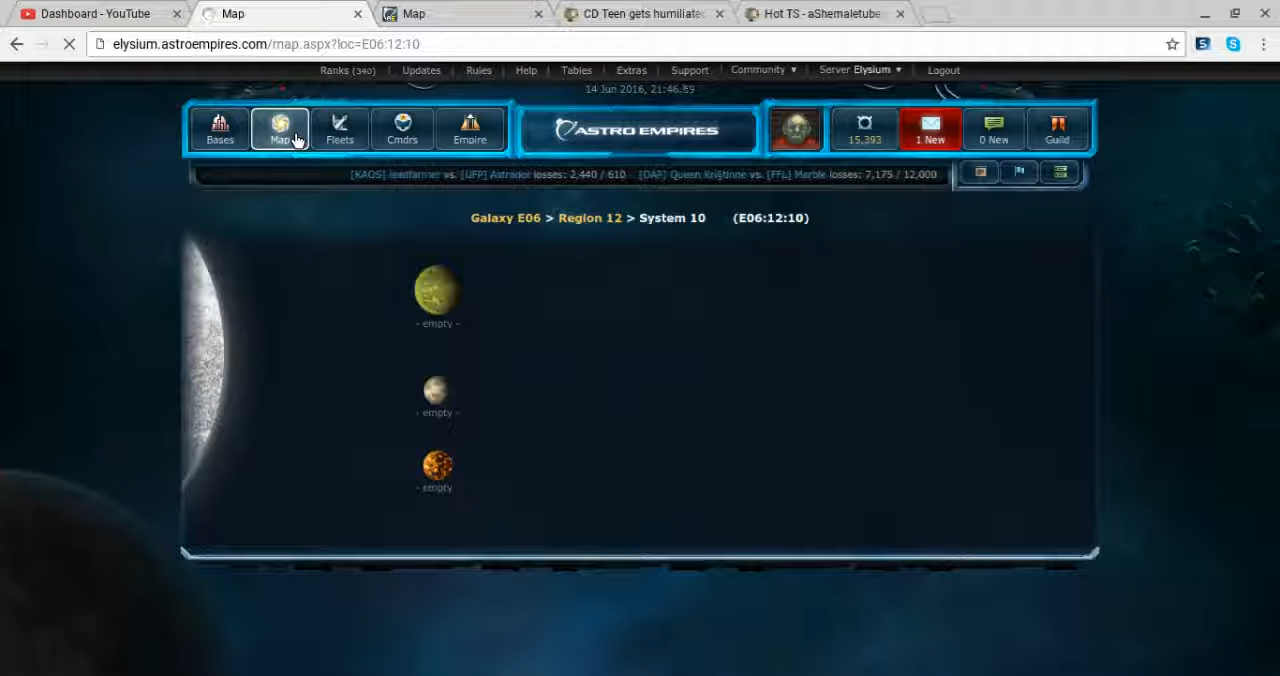 Dashboard - YouTube
Map
Map
CD Teen gets humiliated
Hot TS - aShemaletube
elysium.astroempires.com/map.aspx?loc=E06:12:10
Ranks (340) Updates Rules Help Tables Extras Support Community Server Elysium Logout
14 Jun 2016, 21:46:59
Bases Map Fleets Cmdrs Empire ASTRO EMPIRES 15,393 1 New 0 New Guild
[KAOS] leadfarmer vs. [UFP] Astrador losses: 2,440 / 610 [OAP] Queen Kristinne vs. [FFL] Marble losses: 7,175 / 12,000
Galaxy E06 > Region 12 > System 10 (E06:12:10)
- empty -
- empty -
- empty